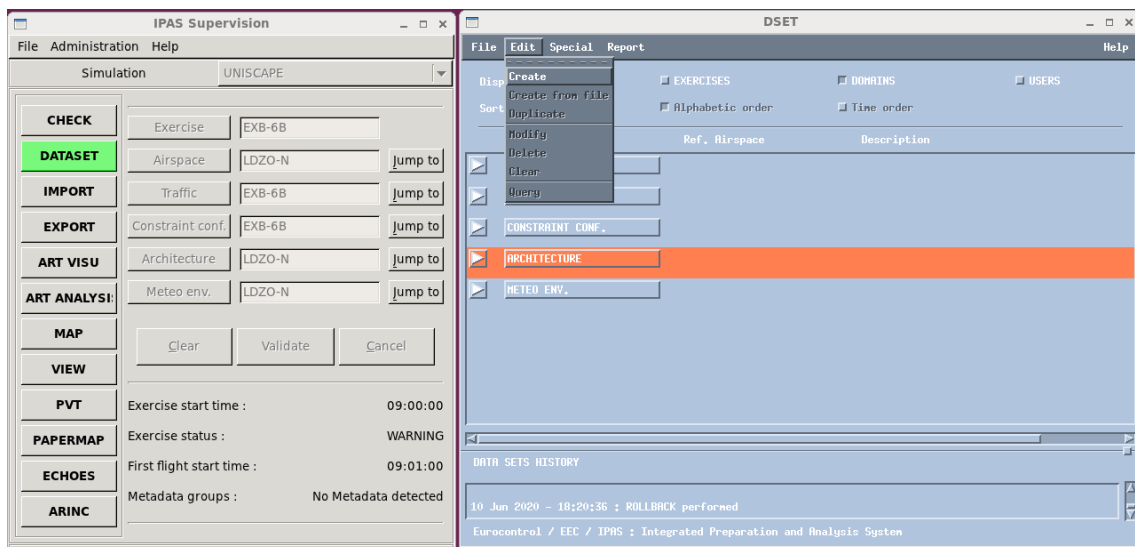 IPAS Supervision
File Administration Help
Simulation UNISCAPE
CHECK
DATASET
IMPORT
EXPORT
ART VISU
ART ANALYSI
MAP
VIEW
PVT
PAPERMAP
ECHOES
ARINC
Exercise EXB-6B
Airspace LDZO-N Jump to
Traffic EXB-6B Jump to
Constraint conf. EXB-6B Jump to
Architecture LDZO-N Jump to
Meteo env. LDZO-N Jump to
Clear Validate Cancel
Exercise start time : 09:00:00
Exercise status : WARNING
First flight start time : 09:01:00
Metadata groups : No Metadata detected
DSET
File Edit Special Report Help
Disp EXERCISES DOMAINS USERS
Sort Alphabetic order Time order
Ref. Airspace Description
Create
Create from file
Duplicate
Modify
Delete
Clear
Query
CONSTRAINT CONF.
ARCHITECTURE
METEO ENV.
DATA SETS HISTORY
10 Jun 2020 - 18:20:36 : ROLLBACK performed
Eurocontrol / EEC / IPAS : Integrated Preparation and Analysis System